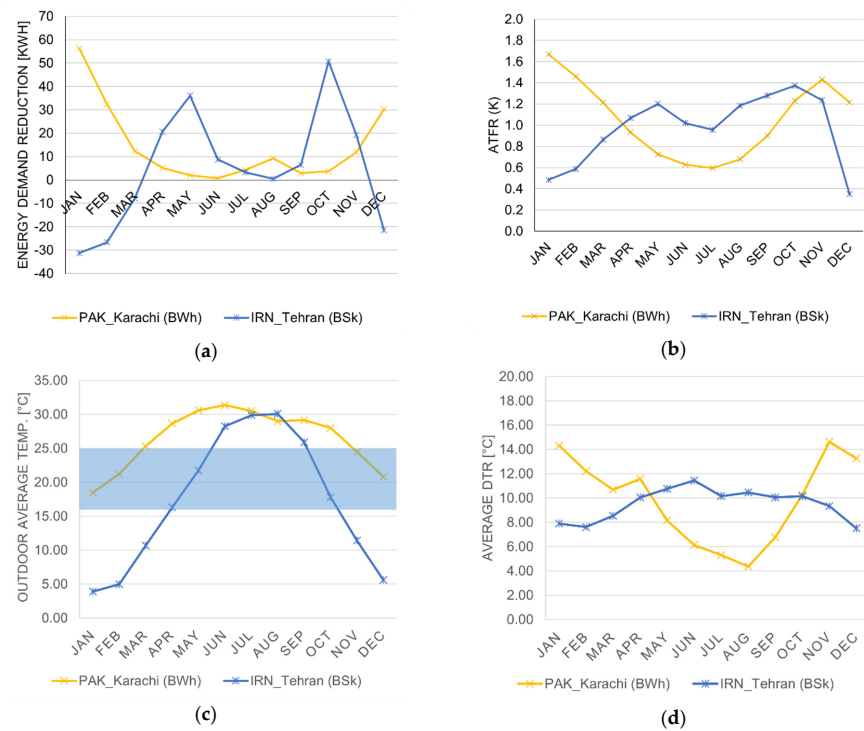 ENERGY DEMAND REDUCTION [KWH]
70
60
50
40
30
20
10
0
-10
-20
-30
-40
JAN
FEB
MAR
APR
MAY
JUN
JUL
AUG
SEP
OCT
NOV
DEC
PAK_Karachi (BWh) IRN_Tehran (BSk)
(a)
ATFR (K)
2.0
1.8
1.6
1.4
1.2
1.0
0.8
0.6
0.4
0.2
0.0
JAN
FEB
MAR
APR
MAY
JUN
JUL
AUG
SEP
OCT
NOV
DEC
PAK_Karachi (BWh) IRN_Tehran (BSk)
(b)
OUTDOOR AVERAGE TEMP. [°C]
35.00
30.00
25.00
20.00
15.00
10.00
5.00
0.00
JAN
FEB
MAR
APR
MAY
JUN
JUL
AUG
SEP
OCT
NOV
DEC
PAK_Karachi (BWh) IRN_Tehran (BSk)
(c)
AVERAGE DTR [°C]
20.00
18.00
16.00
14.00
12.00
10.00
8.00
6.00
4.00
2.00
0.00
JAN
FEB
MAR
APR
MAY
JUN
JUL
AUG
SEP
OCT
NOV
DEC
PAK_Karachi (BWh) IRN_Tehran (BSk)
(d)